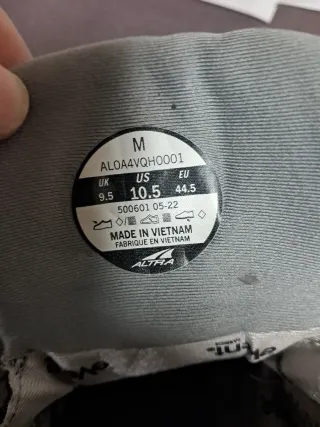 M
AL0A4VQH0001
UK US EU
9.5 10.5 44.5
500601 05-22
MADE IN VIETNAM
FABRIQUE EN VIETNAM
ALTRA